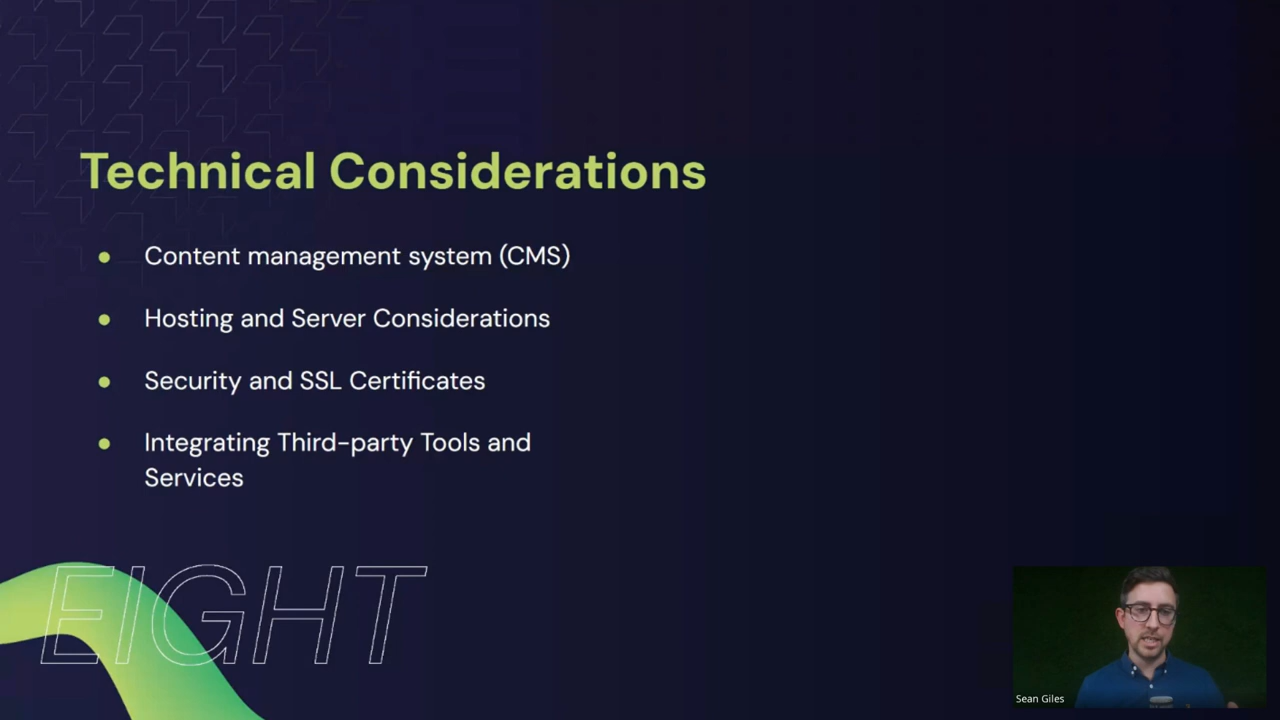 Technical Considerations
Content management system (CMS)
Hosting and Server Considerations
Security and SSL Certificates
Integrating Third-party Tools and
Services
EIGHT
Sean Giles